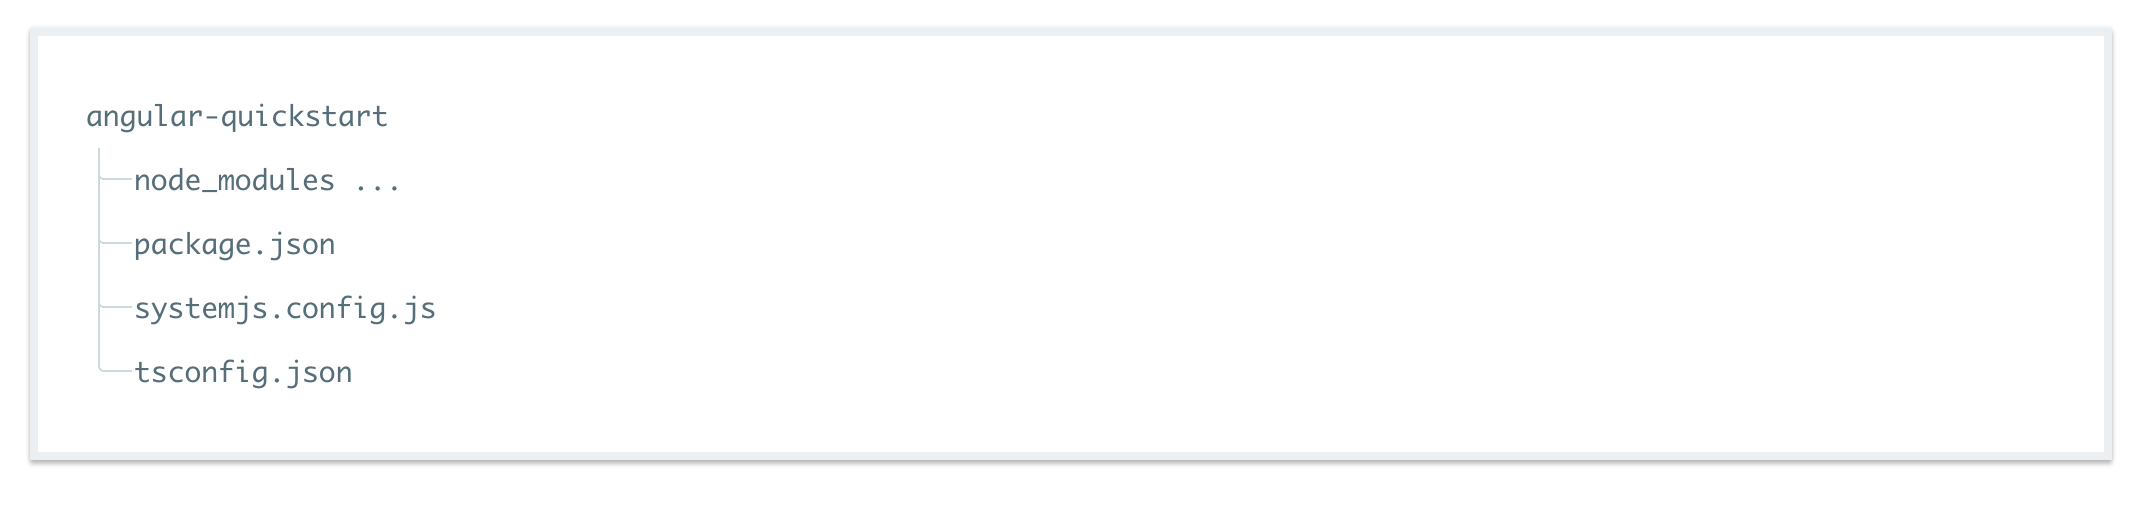 angular-quickstart
node_modules ...
package.json
systemjs.config.js
tsconfig.json